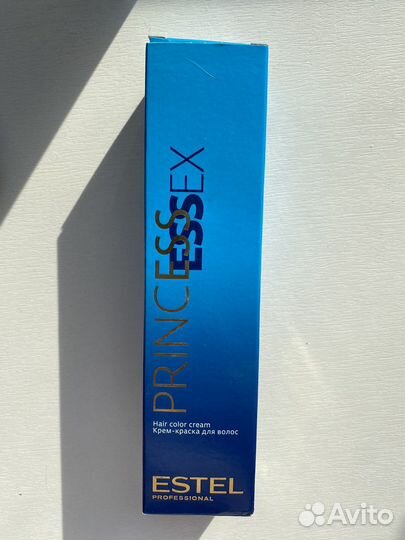 PRINCESS
ESSEX
Hair color cream
Крем-краска для волос
ESTEL
PROFESSIONAL
Avito